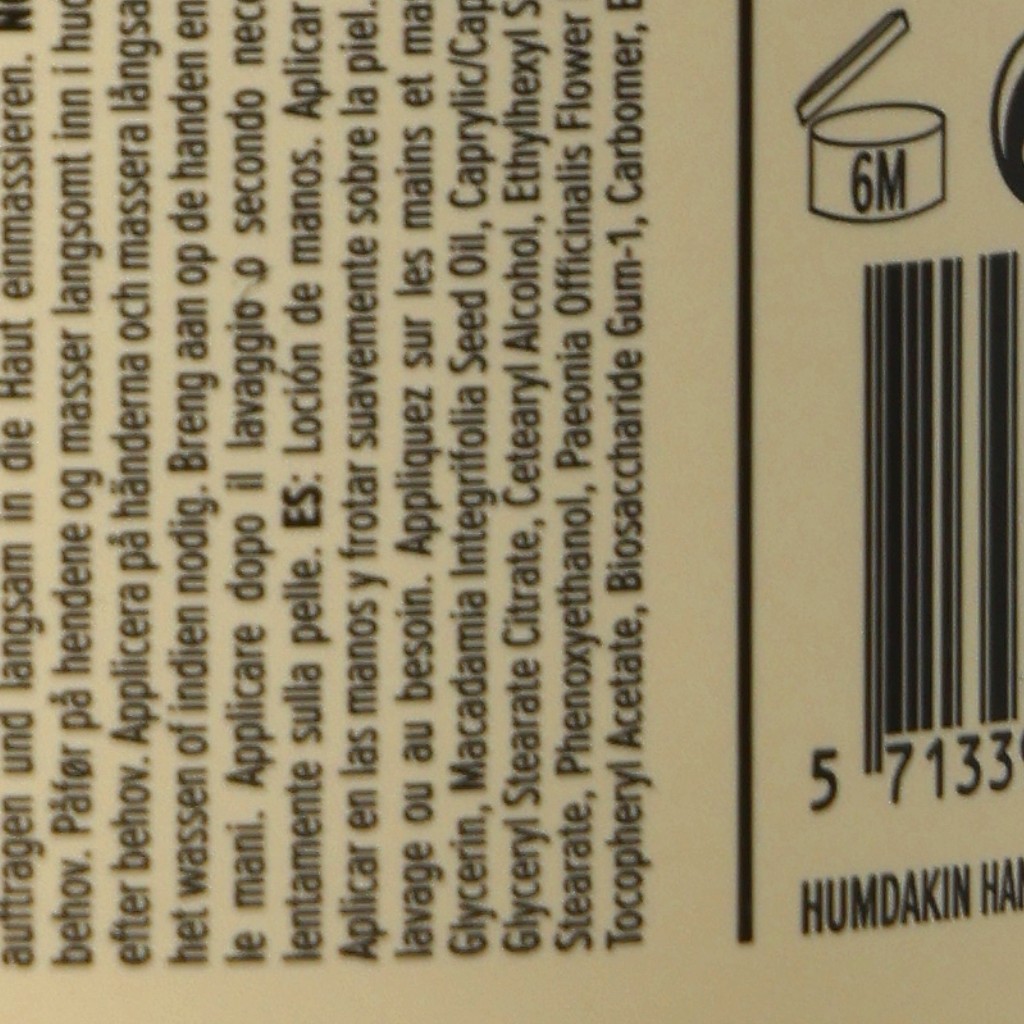 auftragen und langsam in die Haut einmassieren.
behov. Påfør på hendene og masser langsomt inn i
efter behov. Applicera på händerna och massera långsa
het wassen of indien nodig. Breng aan op de handen en
le mani. Applicare dopo il lavaggio o secondo
lentamente sulla pelle. ES: Loción de manos. Aplicar
Aplicar en las manos y frotar suavemente sobre la piel.
lavage ou au besoin. Appliquez sur les mains et
Glycerin, Macadamia Integrifolia Seed Oil, Caprylic/Cap
Glyceryl Stearate Citrate, Cetearyl Alcohol, Ethylhexyl
Stearate, Phenoxyethanol, Paeonia Officinalis Flower
Tocopheryl Acetate, Biosaccharide Gum-1, Carbomer,
6M
5 7133
HUMDAKIN